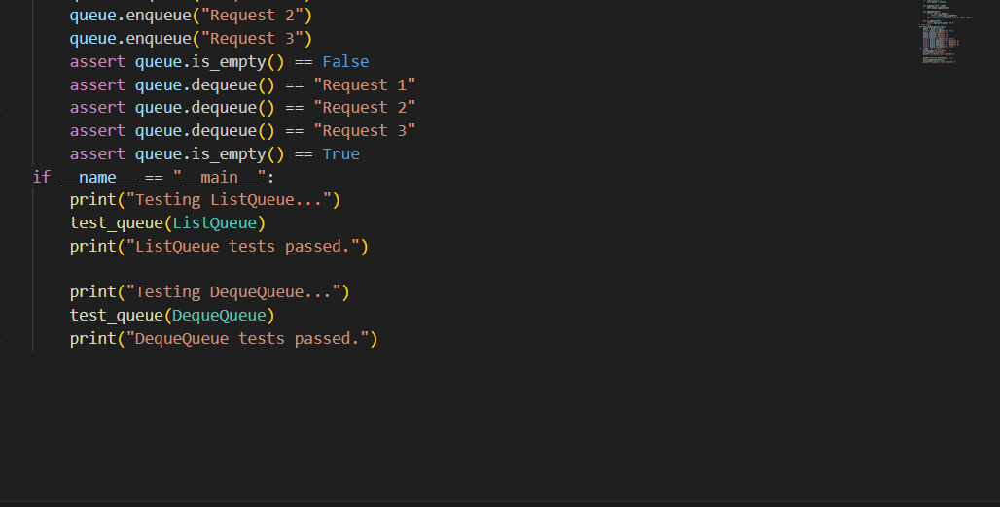 queue.enqueue("Request 2")
queue.enqueue("Request 3")
assert queue.is_empty() == False
assert queue.dequeue() == "Request 1"
assert queue.dequeue() == "Request 2"
assert queue.dequeue() == "Request 3"
assert queue.is_empty() == True
if __name__ == "__main__":
print("Testing ListQueue...")
test_queue(ListQueue)
print("ListQueue tests passed.")
print("Testing DequeQueue...")
test_queue(DequeQueue)
print("DequeQueue tests passed.")